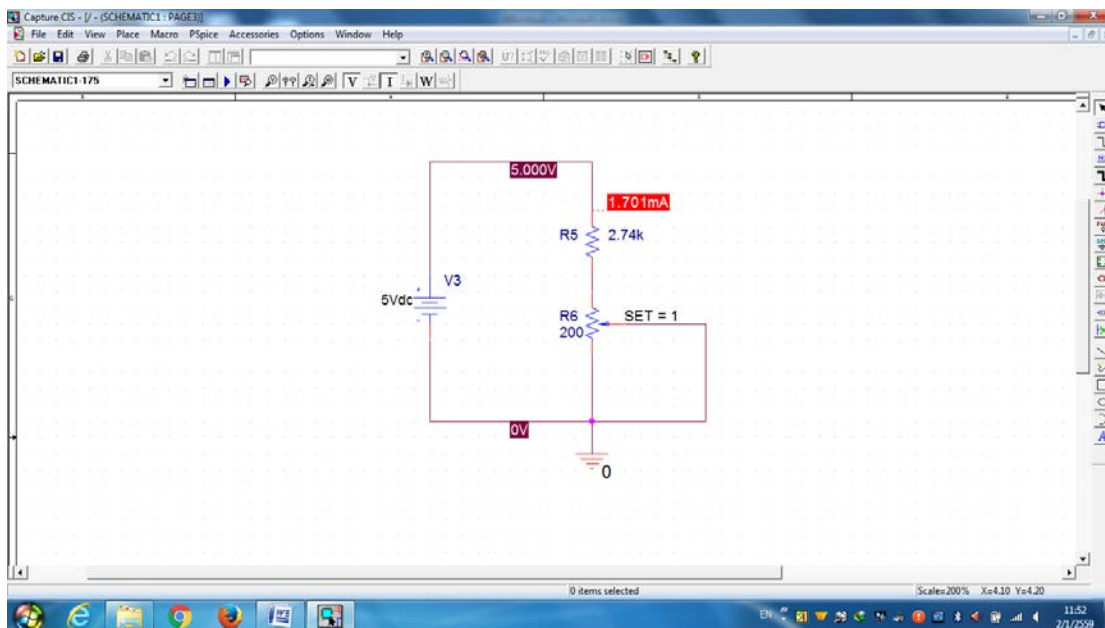 Capture CIS - [/ - (SCHEMATIC1 : PAGE3)]
File Edit View Place Macro PSpice Accessories Options Window Help
SCHEMATIC1-175
V I W
5.000V
1.701mA
R5 2.74k
V3
5Vdc
R6 SET = 1
200
0V
0
0 items selected Scale=200% X=4.10 Y=4.20
EN 11:52
2/1/2559